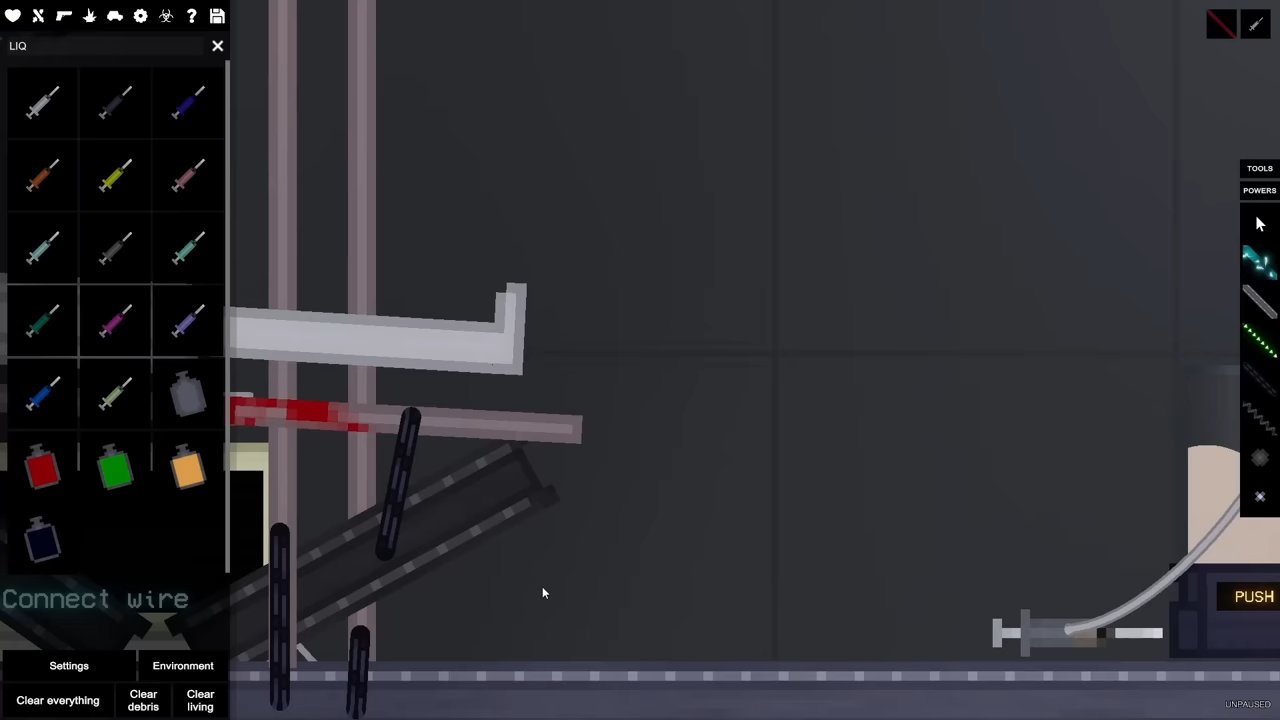 ?
LIQ
TOOLS
POWERS
PUSH
Connect wire
Settings
Environment
Clear everything
Clear
debris
Clear
living
UNPAUSED